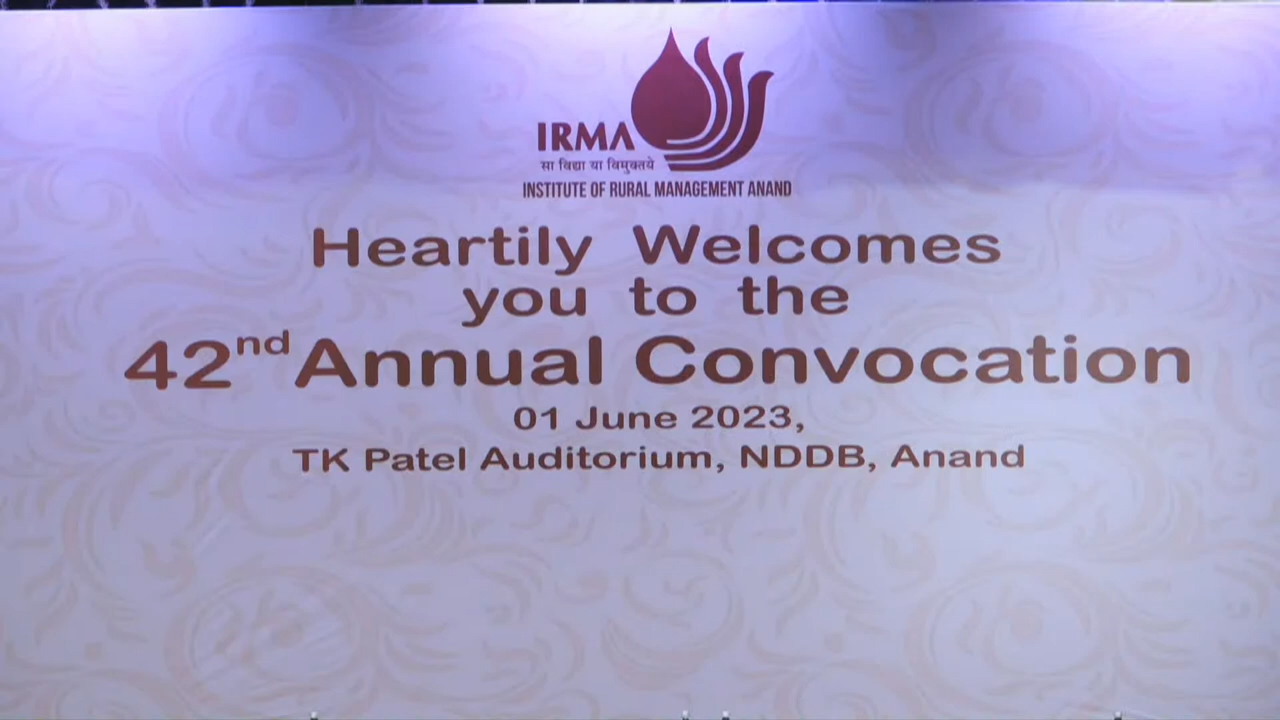 IRMA
सा विद्या या विमुक्तये
INSTITUTE OF RURAL MANAGEMENT ANAND
Heartily Welcomes
you to the
42nd Annual Convocation
01 June 2023,
TK Patel Auditorium, NDDB, Anand